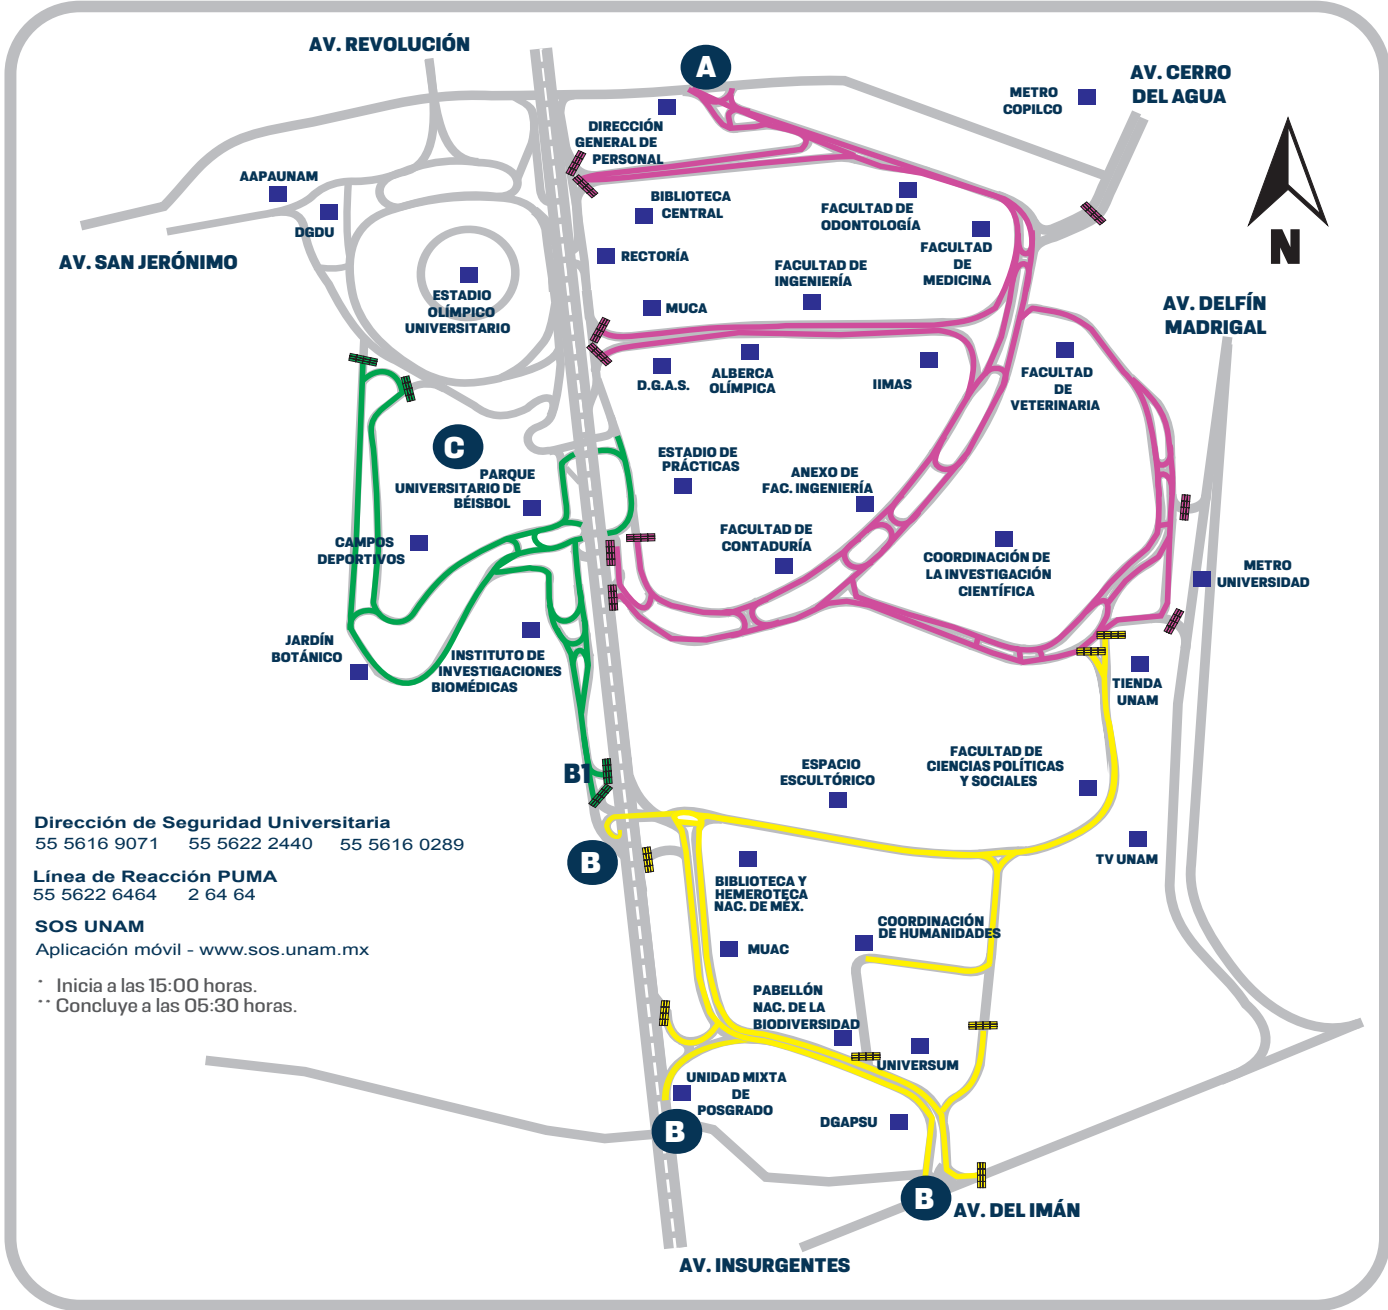 AV. REVOLUCIÓN
A
AV. CERRO
DEL AGUA
METRO
COPILCO
DIRECCIÓN
GENERAL DE
PERSONAL
AAPAUNAM
DGDU
BIBLIOTECA
CENTRAL
FACULTAD DE
ODONTOLOGÍA
FACULTAD
DE
MEDICINA
N
AV. SAN JERÓNIMO
RECTORÍA
FACULTAD DE
INGENIERÍA
ESTADIO
OLÍMPICO
UNIVERSITARIO
MUCA
AV. DELFÍN
MADRIGAL
D.G.A.S.
ALBERCA
OLÍMPICA
IIMAS
FACULTAD
DE
VETERINARIA
C
PARQUE
UNIVERSITARIO DE
BÉISBOL
ESTADIO DE
PRÁCTICAS
ANEXO DE
FAC. INGENIERÍA
CAMPOS
DEPORTIVOS
FACULTAD DE
CONTADURÍA
COORDINACIÓN DE
LA INVESTIGACIÓN
CIENTÍFICA
METRO
UNIVERSIDAD
JARDÍN
BOTÁNICO
INSTITUTO DE
INVESTIGACIONES
BIOMÉDICAS
TIENDA
UNAM
B1
ESPACIO
ESCULTÓRICO
FACULTAD DE
CIENCIAS POLÍTICAS
Y SOCIALES
Dirección de Seguridad Universitaria
55 5616 9071 55 5622 2440 55 5616 0289
Línea de Reacción PUMA
55 5622 6464 2 64 64
SOS UNAM
Aplicación móvil - www.sos.unam.mx
* Inicia a las 15:00 horas.
** Concluye a las 05:30 horas.
B
TV UNAM
BIBLIOTECA Y
HEMEROTECA
NAC. DE MÉX.
COORDINACIÓN
DE HUMANIDADES
MUAC
PABELLÓN
NAC. DE LA
BIODIVERSIDAD
UNIVERSUM
UNIDAD MIXTA
DE
POSGRADO
DGAPSU
B
B
AV. DEL IMÁN
AV. INSURGENTES